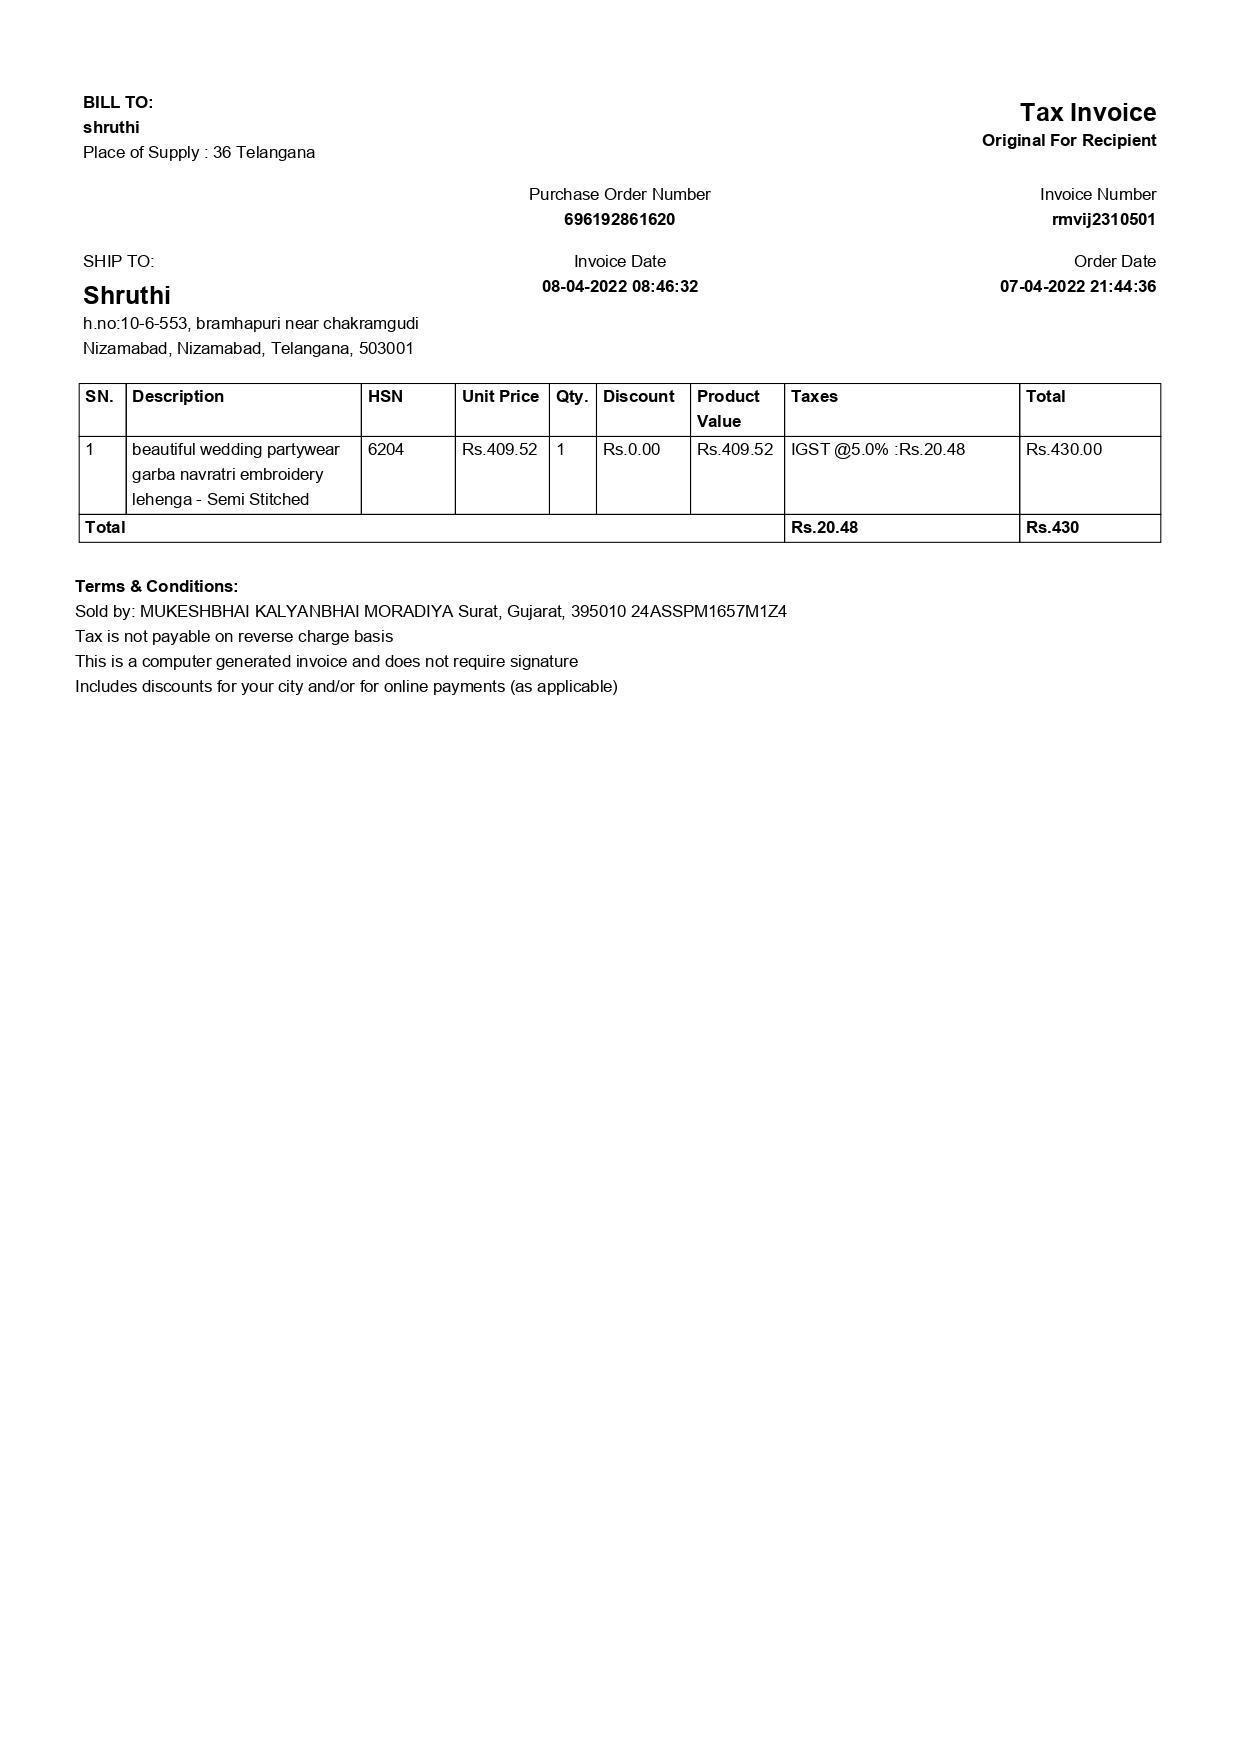 BILL TO:
shruthi
Place of Supply : 36 Telangana
Tax Invoice
Original For Recipient
Purchase Order Number
696192861620
Invoice Number
rmvij2310501
SHIP TO:
Shruthi
h.no:10-6-553, bramhapuri near chakramgudi
Nizamabad, Nizamabad, Telangana, 503001
Invoice Date
08-04-2022 08:46:32
Order Date
07-04-2022 21:44:36
SN. Description HSN Unit Price Qty. Discount Product Value Taxes Total
1 beautiful wedding partywear 6204 Rs.409.52 1 Rs.0.00 Rs.409.52 IGST @5.0% :Rs.20.48 Rs.430.00
garba navratri embroidery
lehenga - Semi Stitched
Total Rs.20.48 Rs.430
Terms & Conditions:
Sold by: MUKESHBHAI KALYANBHAI MORADIYA Surat, Gujarat, 395010 24ASSPM1657M1Z4
Tax is not payable on reverse charge basis
This is a computer generated invoice and does not require signature
Includes discounts for your city and/or for online payments (as applicable)